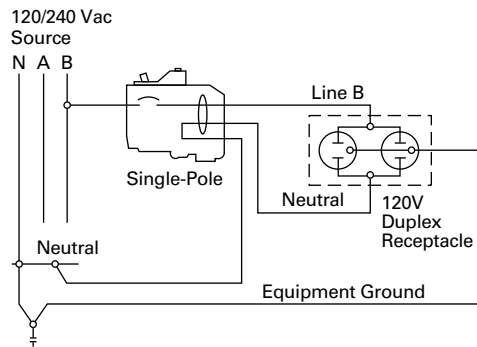 120/240 Vac
Source
N A B
Line B
Single-Pole
Neutral
120V
Duplex
Receptacle
Neutral
Equipment Ground